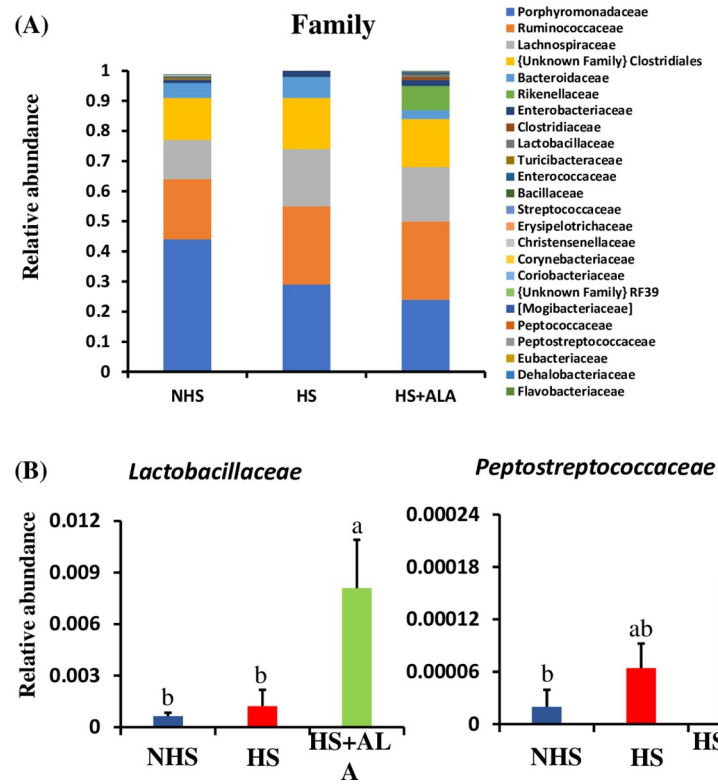 (A)
Family
Relative abundance
1
0.9
0.8
0.7
0.6
0.5
0.4
0.3
0.2
0.1
0
NHS
HS
HS+ALA
Porphyromonadaceae
Ruminococcaceae
Lachnospiraceae
{Unknown Family} Clostridiales
Bacteroidaceae
Rikenellaceae
Enterobacteriaceae
Clostridiaceae
Lactobacillaceae
Turicibacteraceae
Enterococcaceae
Bacillaceae
Streptococcaceae
Erysipelotrichaceae
Christensenellaceae
Corynebacteriaceae
Coriobacteriaceae
{Unknown Family} RF39
[Mogibacteriaceae]
Peptococcaceae
Peptostreptococcaceae
Eubacteriaceae
Dehalobacteriaceae
Flavobacteriaceae
(B)
Lactobacillaceae
Relative abundance
0.012
0.009
0.006
0.003
0
b
b
a
NHS
HS
HS+AL
A
Peptostreptococcaceae
0.00024
0.00018
0.00012
0.00006
0
b
ab
NHS
HS
HS